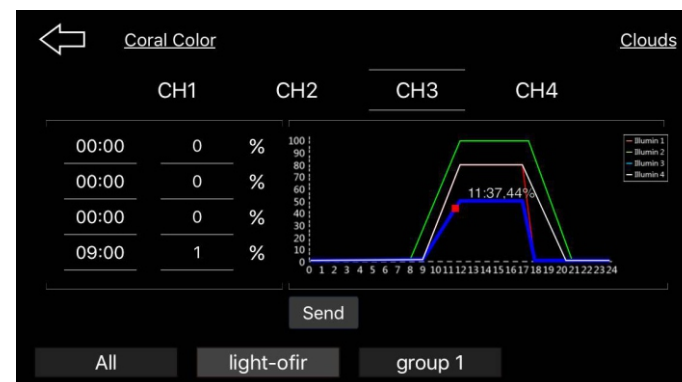 Coral Color Clouds
CH1 CH2 CH3 CH4
00:00 0 %
00:00 0 %
00:00 0 %
09:00 1 %
100
90
80
70
60
50
40
30
20
10
0
11:37,44%
0 1 2 3 4 5 6 7 8 9 10 11 12 13 14 15 16 17 18 19 20 21 22 23 24
Illumin 1
Illumin 2
Illumin 3
Illumin 4
Send
All light-ofir group 1